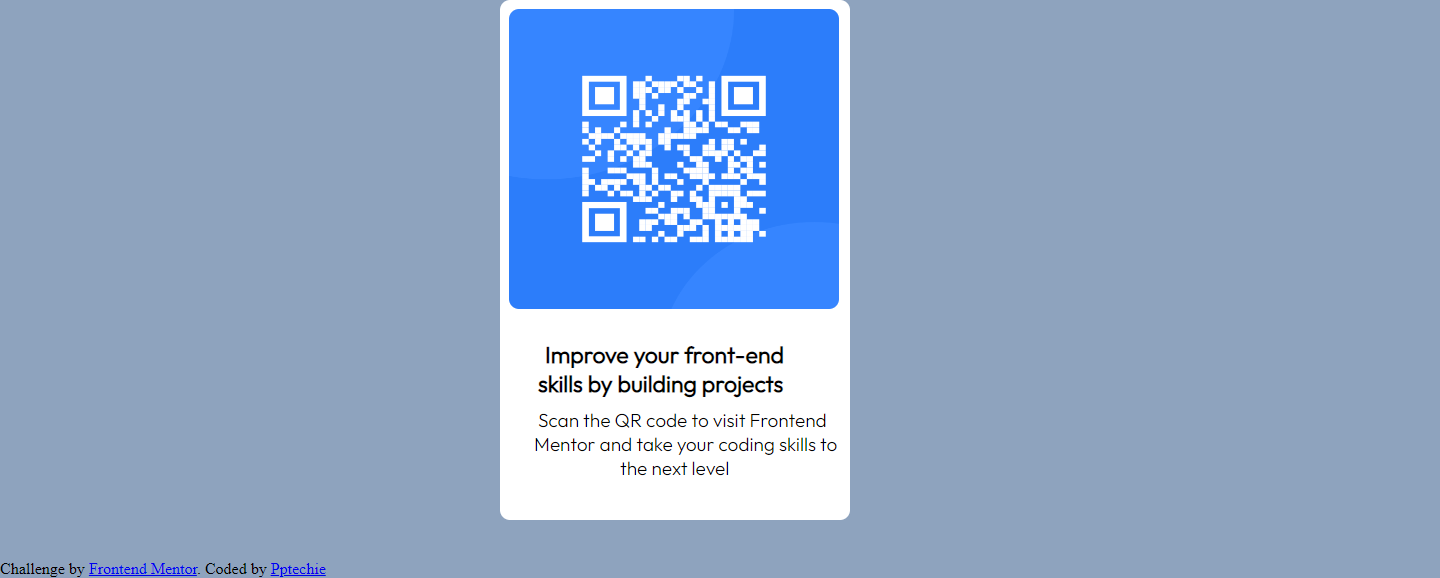 Improve your front-end
skills by building projects
Scan the QR code to visit Frontend
Mentor and take your coding skills to
the next level
Challenge by Frontend Mentor. Coded by Pptechie